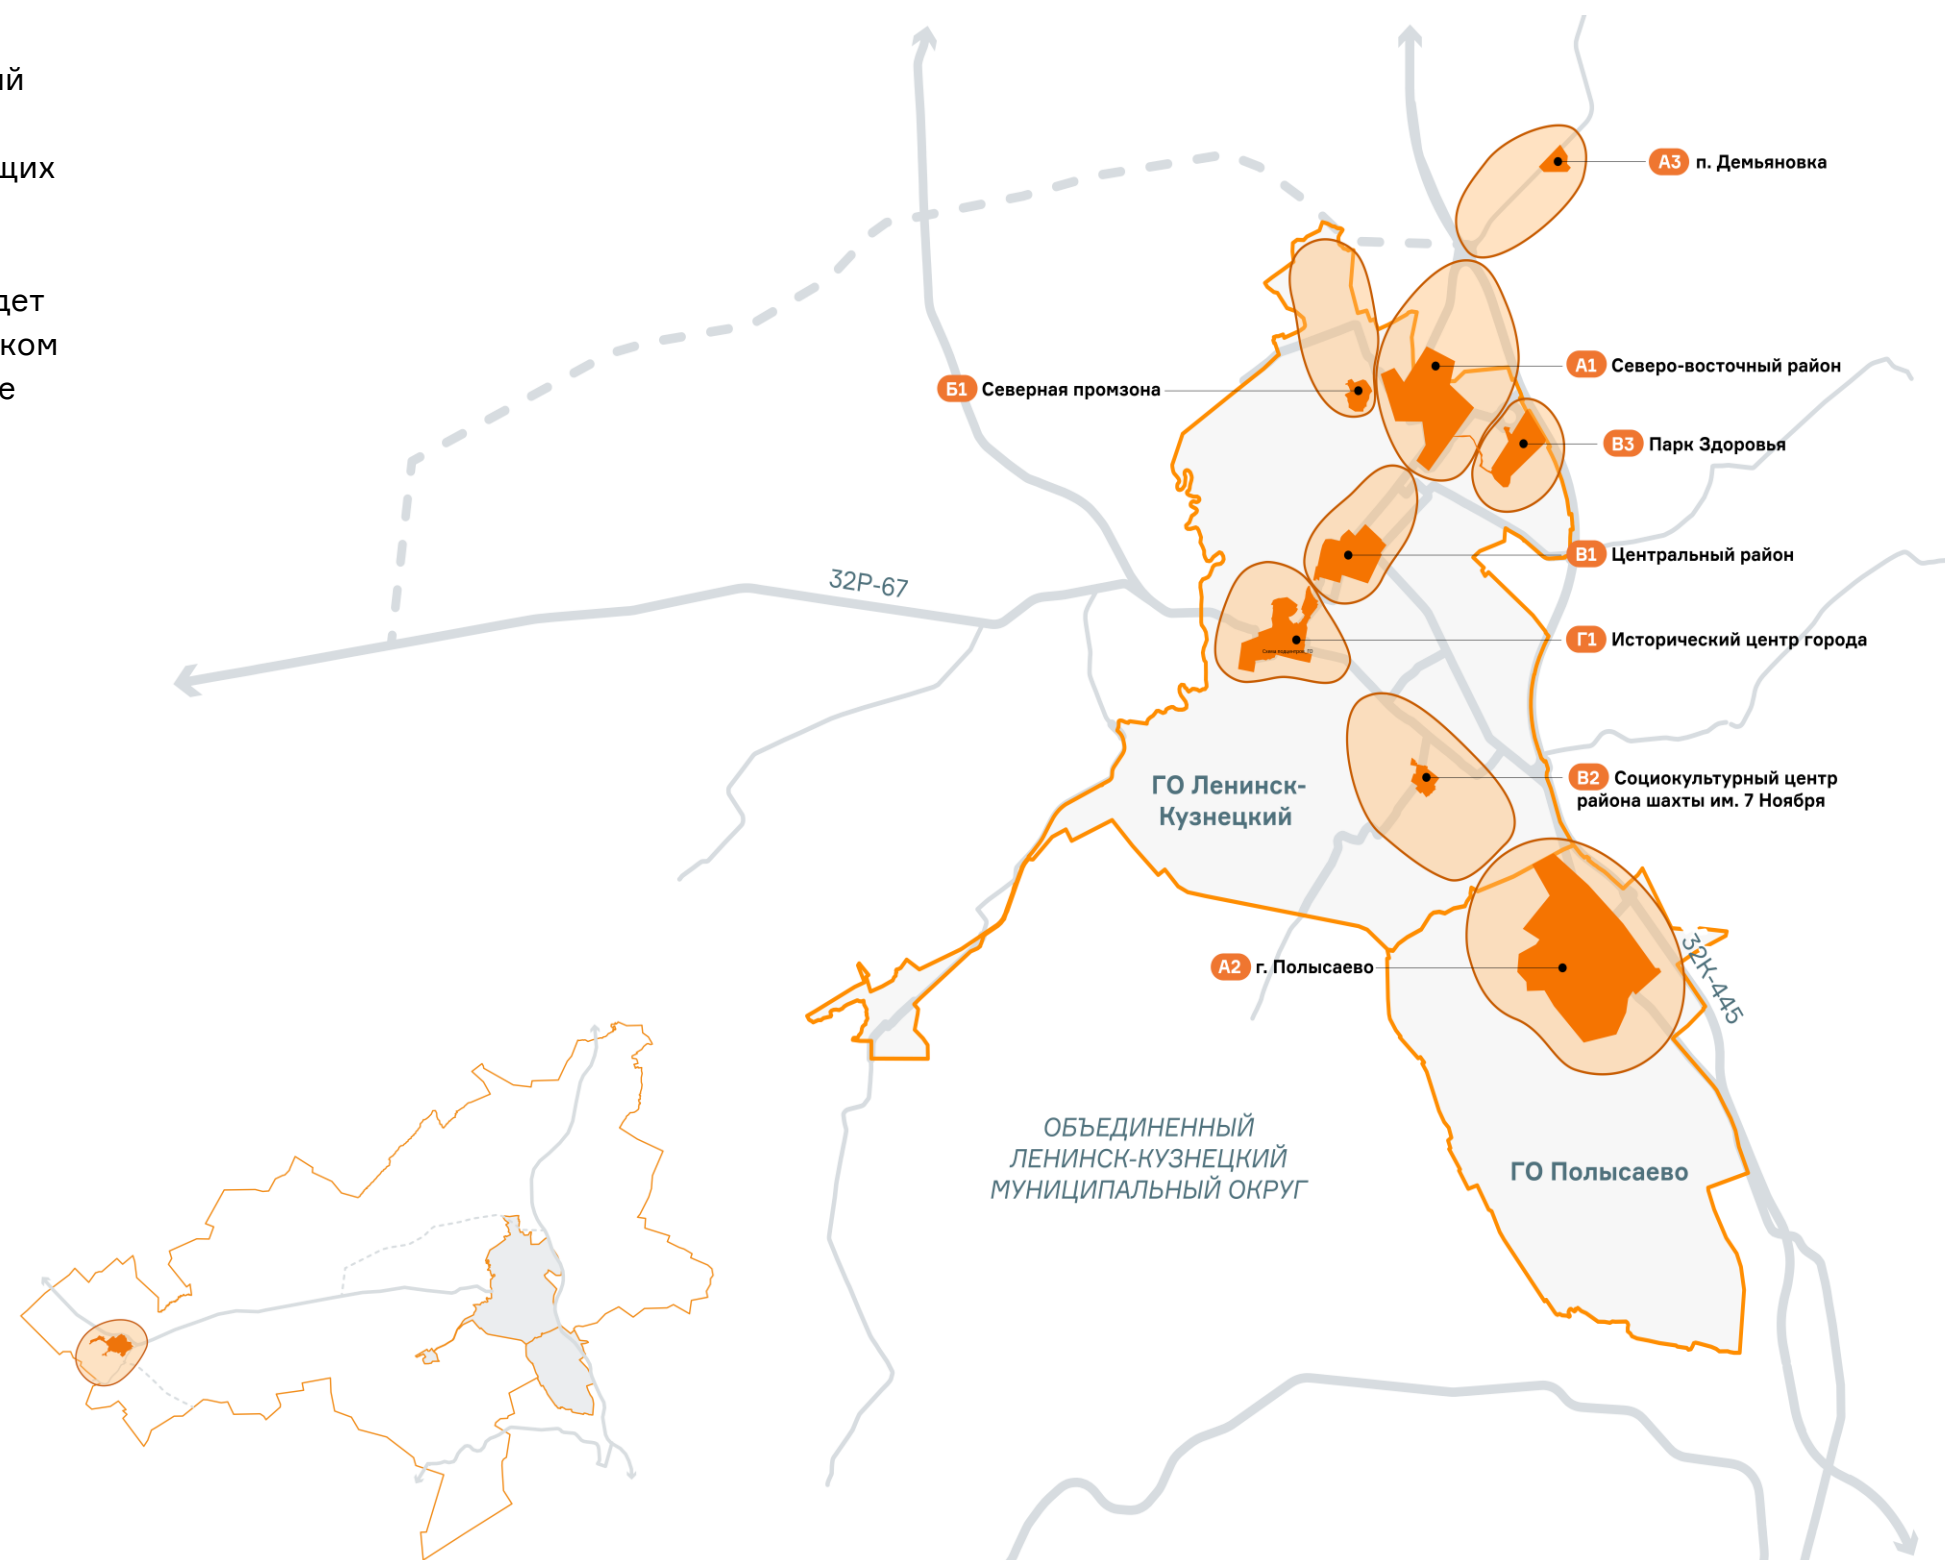 ий
щих
дет
ком
е
А3 п. Демьяновка
А1 Северо-восточный район
Б1 Северная промзона
В3 Парк Здоровья
В1 Центральный район
32Р-67
Г1 Исторический центр города
В2 Социокультурный центр
района шахты им. 7 Ноября
ГО Ленинск-
Кузнецкий
А2 г. Полысаево
32К-445
ОБЪЕДИНЕННЫЙ
ЛЕНИНСК-КУЗНЕЦКИЙ
МУНИЦИПАЛЬНЫЙ ОКРУГ
ГО Полысаево